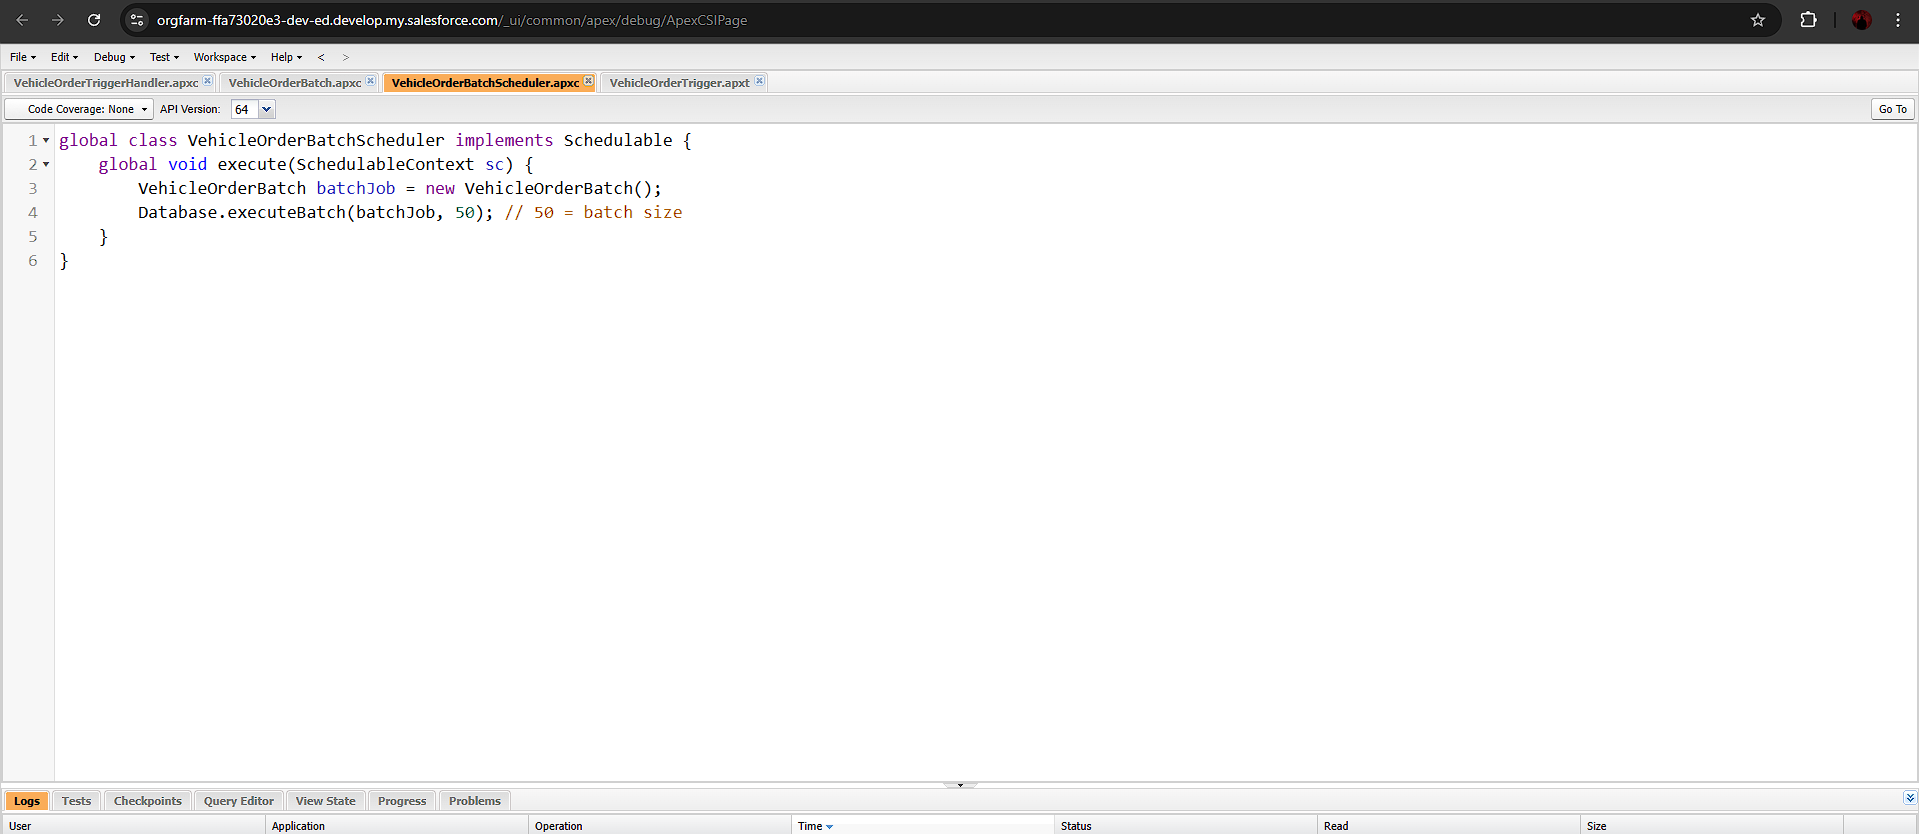 orgfarm-ffa73020e3-dev-ed.develop.my.salesforce.com/_ui/common/apex/debug/ApexCSIPage
File Edit Debug Test Workspace Help < >
VehicleOrderTriggerHandler.apxc VehicleOrderBatch.apxc VehicleOrderBatchScheduler.apxc VehicleOrderTrigger.apxt
Code Coverage: None API Version: 64 Go To
1 global class VehicleOrderBatchScheduler implements Schedulable {
2 global void execute(SchedulableContext sc) {
3 VehicleOrderBatch batchJob = new VehicleOrderBatch();
4 Database.executeBatch(batchJob, 50); // 50 = batch size
5 }
6 }
Logs Tests Checkpoints Query Editor View State Progress Problems
User Application Operation Time Status Read Size